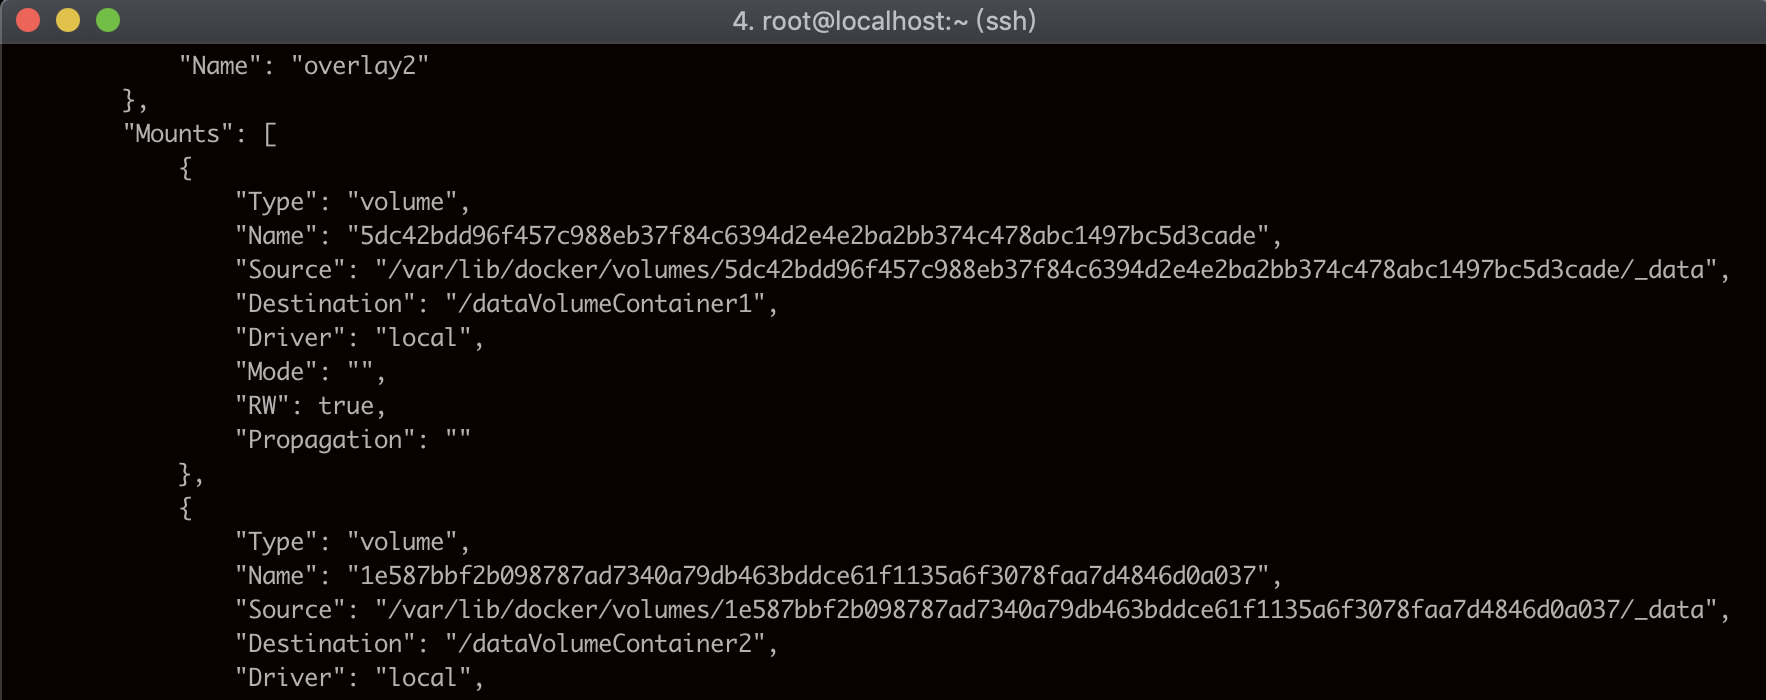 4. root@localhost:~ (ssh)
"Name": "overlay2"
},
"Mounts": [
{
"Type": "volume",
"Name": "5dc42bdd96f457c988eb37f84c6394d2e4e2ba2bb374c478abc1497bc5d3cade",
"Source": "/var/lib/docker/volumes/5dc42bdd96f457c988eb37f84c6394d2e4e2ba2bb374c478abc1497bc5d3cade/_data",
"Destination": "/dataVolumeContainer1",
"Driver": "local",
"Mode": "",
"RW": true,
"Propagation": ""
},
{
"Type": "volume",
"Name": "1e587bbf2b098787ad7340a79db463bddce61f1135a6f3078faa7d4846d0a037",
"Source": "/var/lib/docker/volumes/1e587bbf2b098787ad7340a79db463bddce61f1135a6f3078faa7d4846d0a037/_data",
"Destination": "/dataVolumeContainer2",
"Driver": "local",